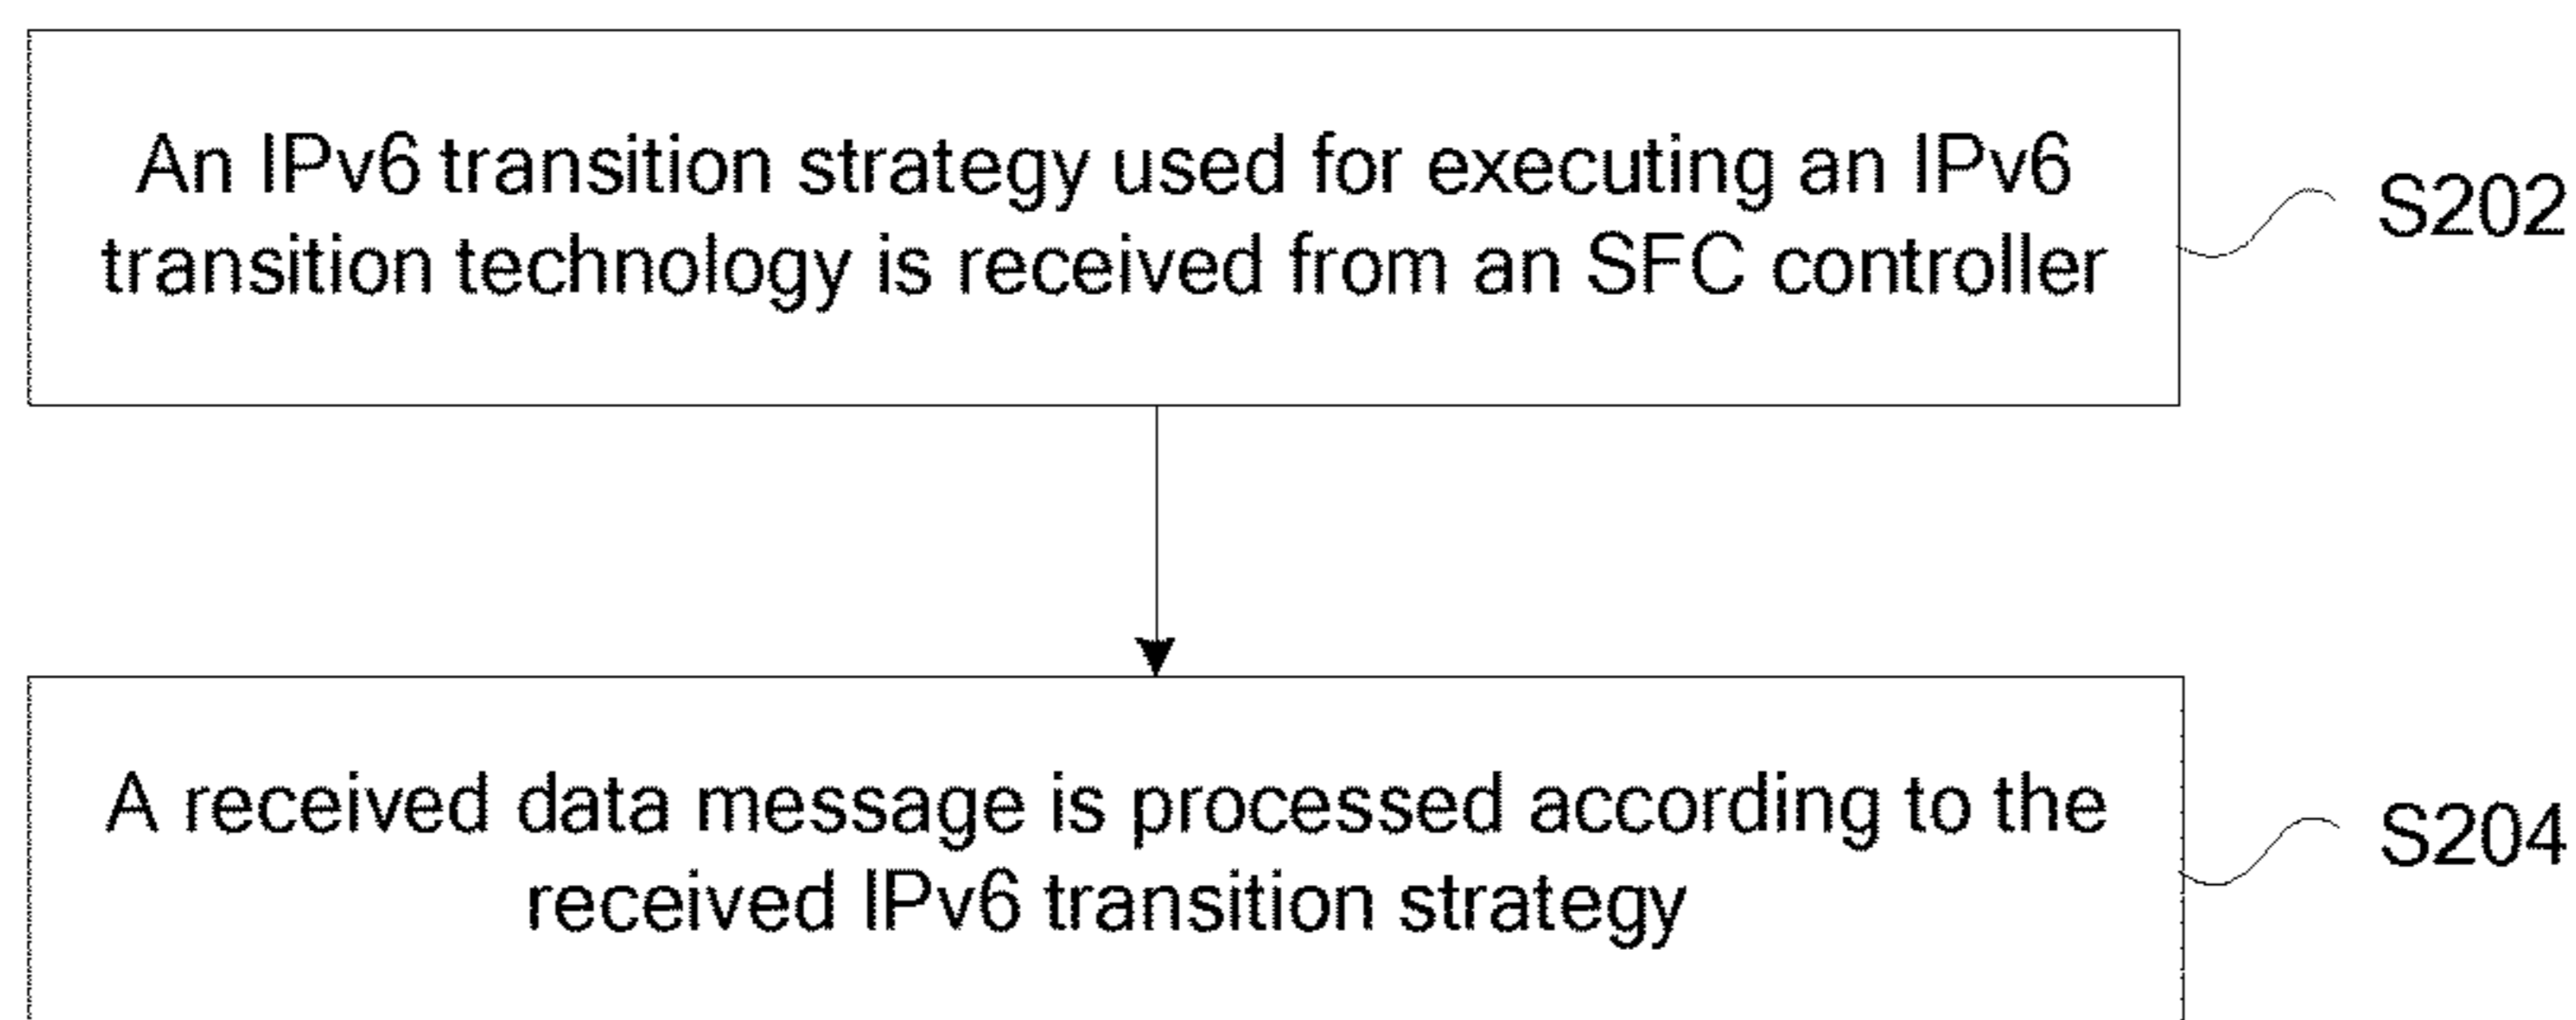 An IPv6 transition strategy used for executing an IPv6
transition technology is received from an SFC controller
S202
A received data message is processed according to the
received IPv6 transition strategy
S204